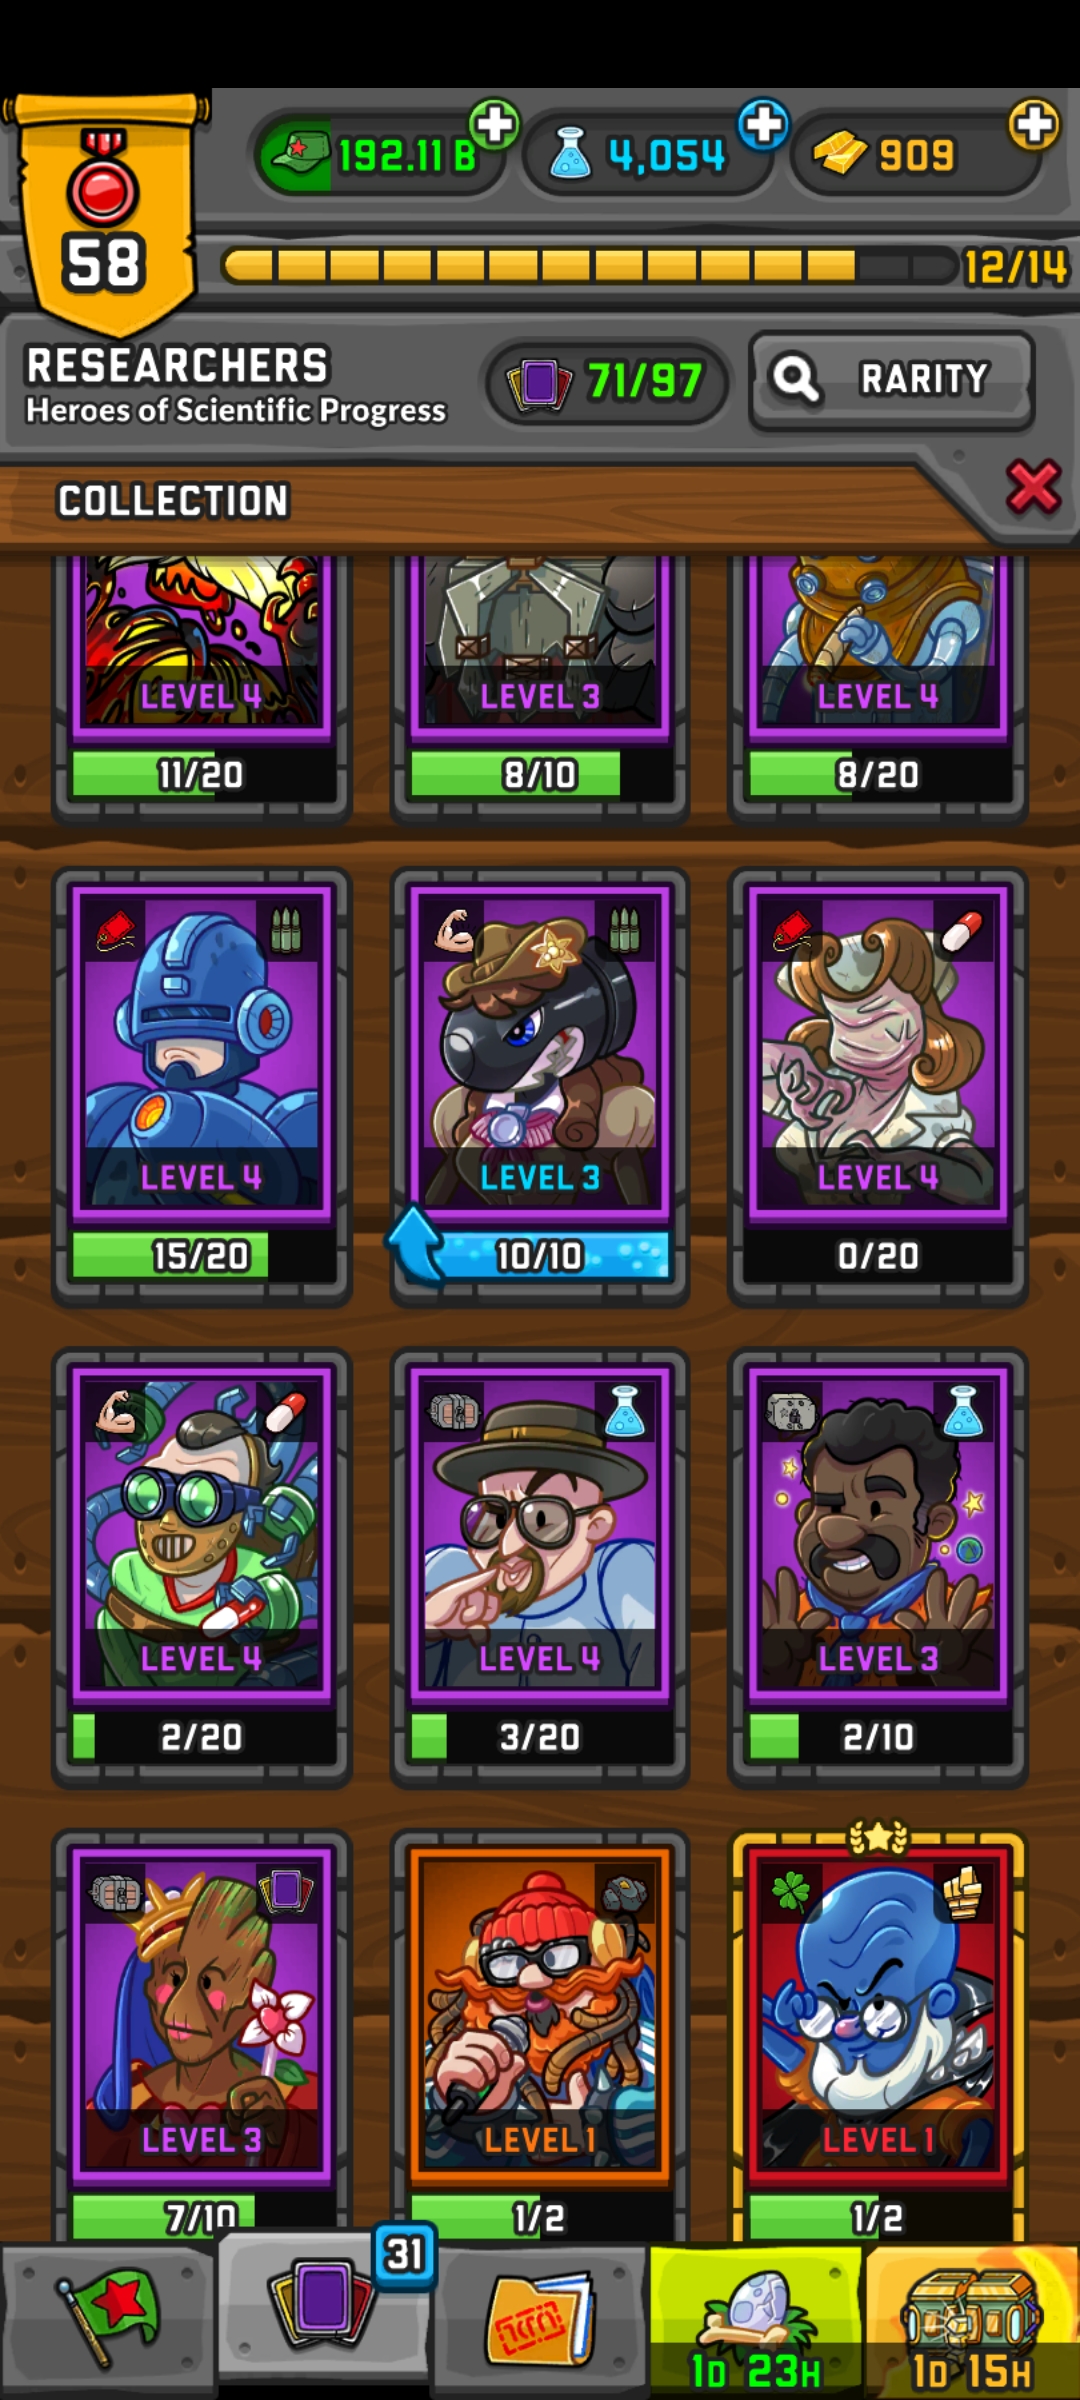 192.11 B
4,054
909
58
12/14
RESEARCHERS
Heroes of Scientific Progress
71/97
RARITY
COLLECTION
LEVEL 4
LEVEL 3
LEVEL 4
11/20
8/10
8/20
LEVEL 4
LEVEL 3
LEVEL 4
15/20
10/10
0/20
LEVEL 4
LEVEL 4
LEVEL 3
2/20
3/20
2/10
LEVEL 3
LEVEL 1
LEVEL 1
7/10
1/2
1/2
31
1D 23H
1D 15H